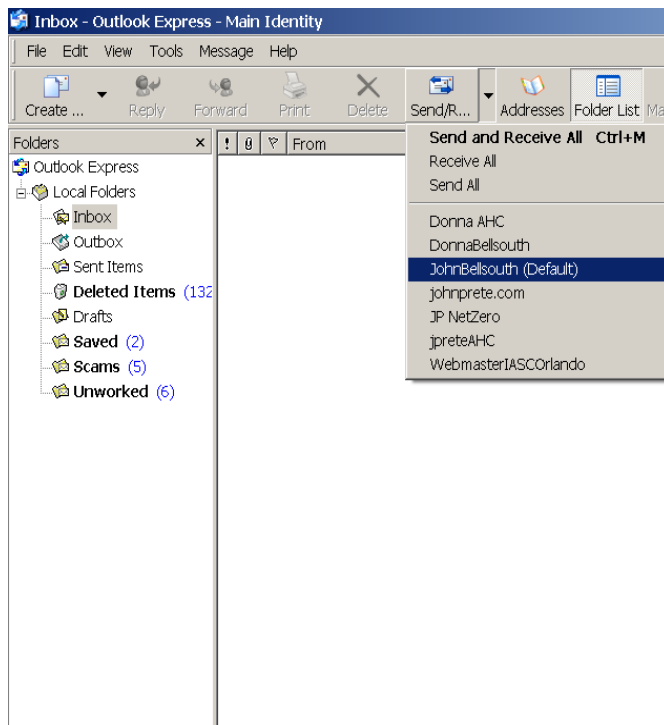 Inbox - Outlook Express - Main Identity
File Edit View Tools Message Help
Create ... Reply Forward Print Delete Send/R... Addresses Folder List Ma
Folders x ! From
Send and Receive All Ctrl+M
Receive All
Send All
Donna AHC
DonnaBellsouth
JohnBellsouth (Default)
johnprete.com
JP NetZero
jpreteAHC
WebmasterIASCOrlando
Outlook Express
Local Folders
Inbox
Outbox
Sent Items
Deleted Items (132
Drafts
Saved (2)
Scams (5)
Unworked (6)